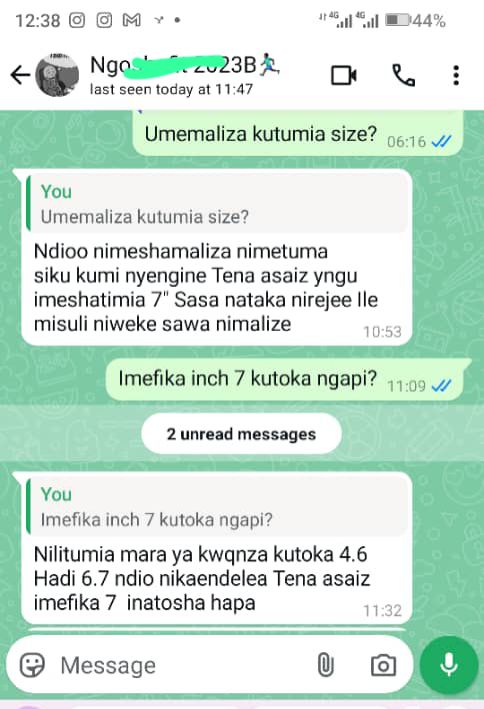 12:38
4G 4G 44%
2023B
last seen today at 11:47
Umemaliza kutumia size? 06:16
You
Umemaliza kutumia size?
Ndioo nimeshamaliza nimetuma
siku kumi nyengine Tena asaiz yngu
imeshatimia 7" Sasa nataka nirejee Ile
misuli niweke sawa nimalize 10:53
Imefika inch 7 kutoka ngapi? 11:09
2 unread messages
You
Imefika inch 7 kutoka ngapi?
Nilitumia mara ya kwqnza kutoka 4.6
Hadi 6.7 ndio nikaendelea Tena asaiz
imefika 7 inatosha hapa 11:32
Message